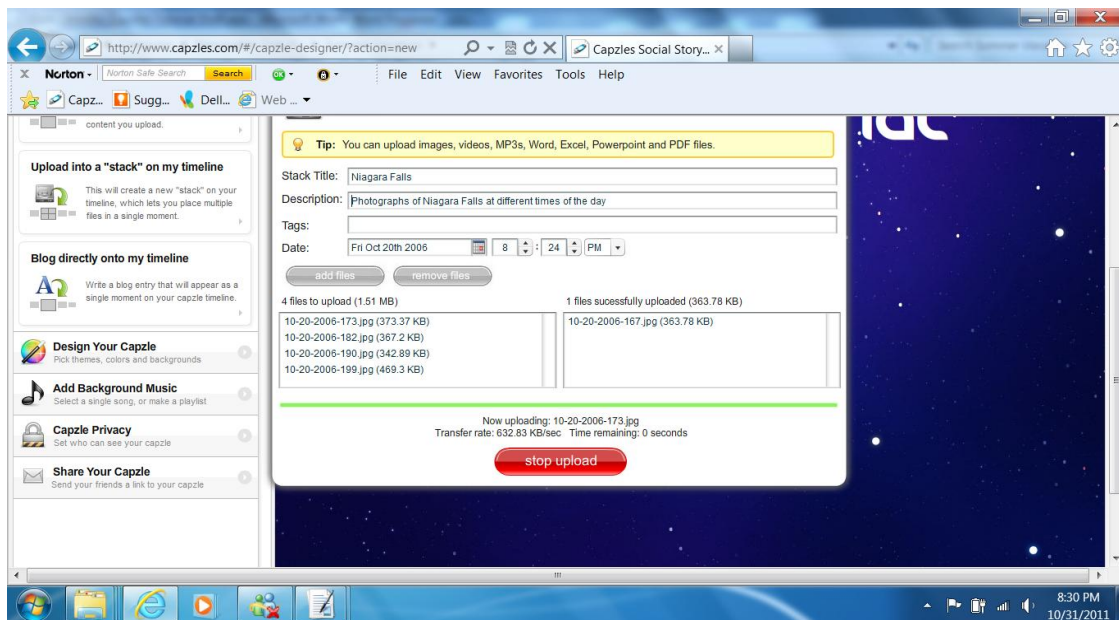 http://www.capzles.com/#/capzle-designer/?action=new
Capzles Social Story...
X Norton - Norton Safe Search Search OK File Edit View Favorites Tools Help
Capz... Sugg... Dell... Web ...
content you upload.
Upload into a "stack" on my timeline
This will create a new "stack" on your
timeline, which lets you place multiple
files in a single moment.
Blog directly onto my timeline
Write a blog entry that will appear as a
single moment on your capzle timeline.
Design Your Capzle
Pick themes, colors and backgrounds
Add Background Music
Select a single song, or make a playlist
Capzle Privacy
Set who can see your capzle
Share Your Capzle
Send your friends a link to your capzle
Tip: You can upload images, videos, MP3s, Word, Excel, Powerpoint and PDF files.
Stack Title: Niagara Falls
Description: Photographs of Niagara Falls at different times of the day
Tags:
Date: Fri Oct 20th 2006 8 : 24 PM
add files remove files
4 files to upload (1.51 MB)
10-20-2006-173.jpg (373.37 KB)
10-20-2006-182.jpg (367.2 KB)
10-20-2006-190.jpg (342.89 KB)
10-20-2006-199.jpg (469.3 KB)
1 files sucessfully uploaded (363.78 KB)
10-20-2006-167.jpg (363.78 KB)
Now uploading: 10-20-2006-173.jpg
Transfer rate: 632.83 KB/sec Time remaining: 0 seconds
stop upload
8:30 PM
10/31/2011